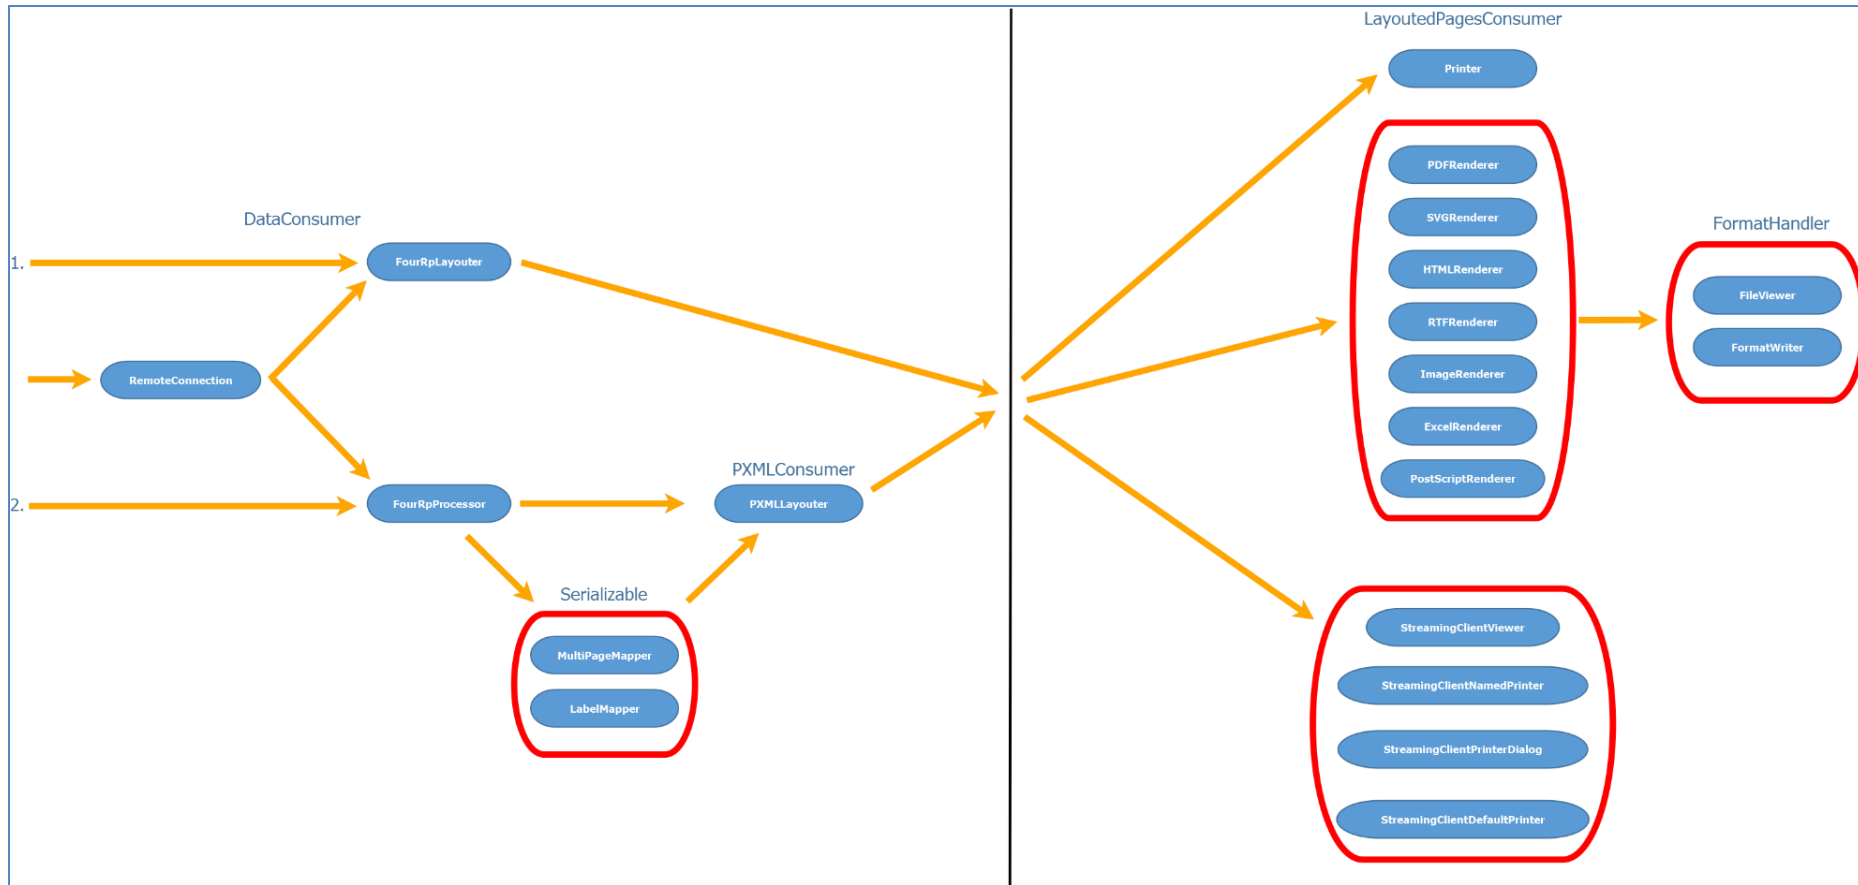 LayoutedPagesConsumer
Printer
PDFRenderer
SVGRenderer
HTMLRenderer
RTFRenderer
ImageRenderer
ExcelRenderer
PostScriptRenderer
FormatHandler
FileViewer
FormatWriter
DataConsumer
1.
FourRpLayouter
RemoteConnection
2.
FourRpProcessor
PXMLConsumer
PXMLLayouter
Serializable
MultiPageMapper
LabelMapper
StreamingClientViewer
StreamingClientNamedPrinter
StreamingClientPrinterDialog
StreamingClientDefaultPrinter